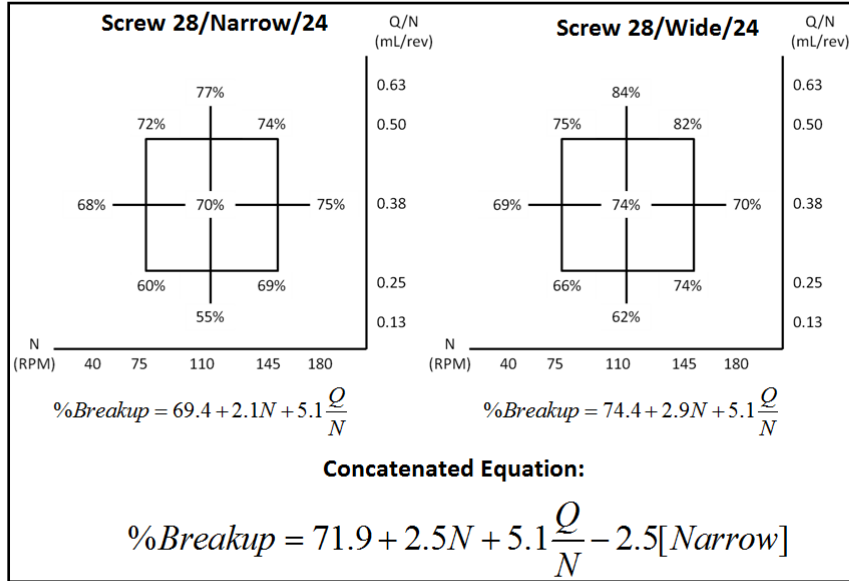 Screw 28/Narrow/24
Q/N
(mL/rev)
77%
0.63
72% 74%
0.50
68% 70% 75%
0.38
60% 69%
0.25
55%
0.13
N
(RPM) 40 75 110 145 180
%Breakup = 69.4 + 2.1N + 5.1 Q/N
Screw 28/Wide/24
Q/N
(mL/rev)
84%
0.63
75% 82%
0.50
69% 74% 70%
0.38
66% 74%
0.25
62%
0.13
N
(RPM) 40 75 110 145 180
%Breakup = 74.4 + 2.9N + 5.1 Q/N
Concatenated Equation:
%Breakup = 71.9 + 2.5N + 5.1 Q/N − 2.5[Narrow]